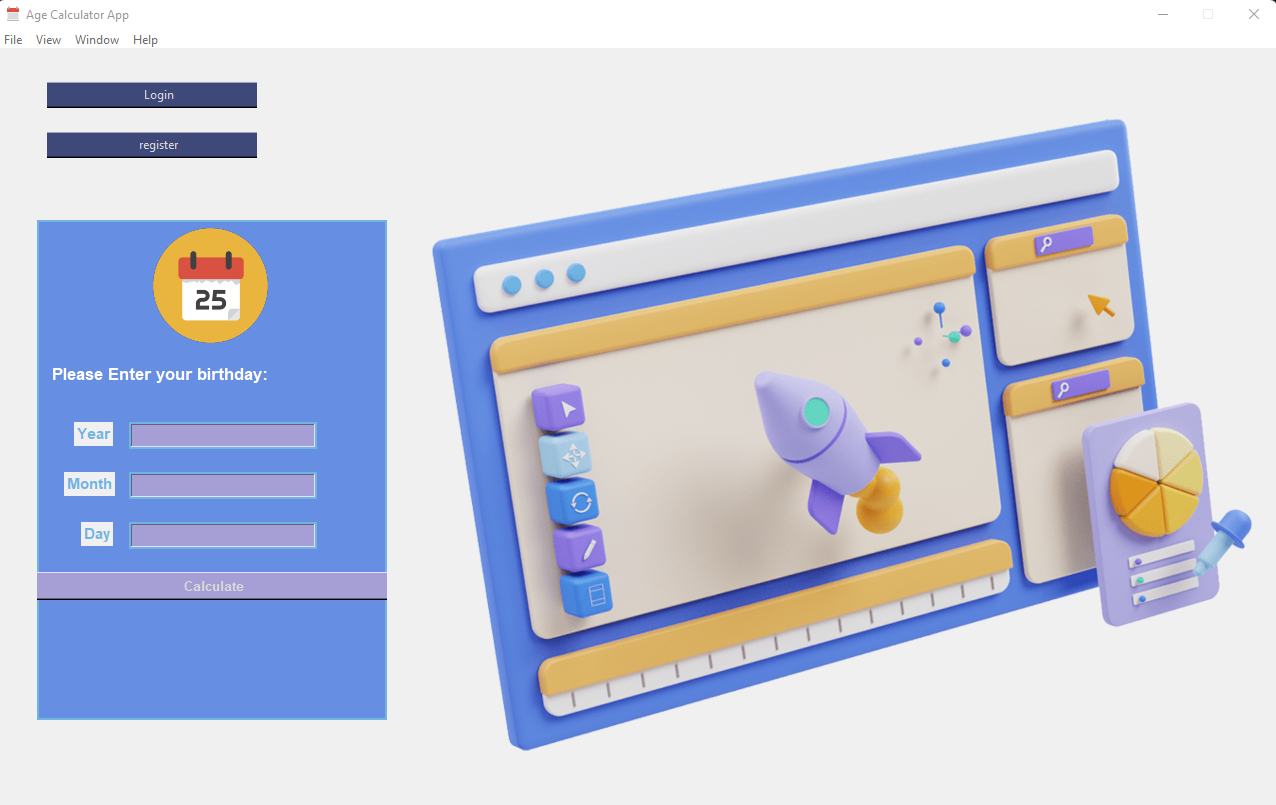 Age Calculator App
File View Window Help
Login
register
25
Please Enter your birthday:
Year
Month
Day
Calculate